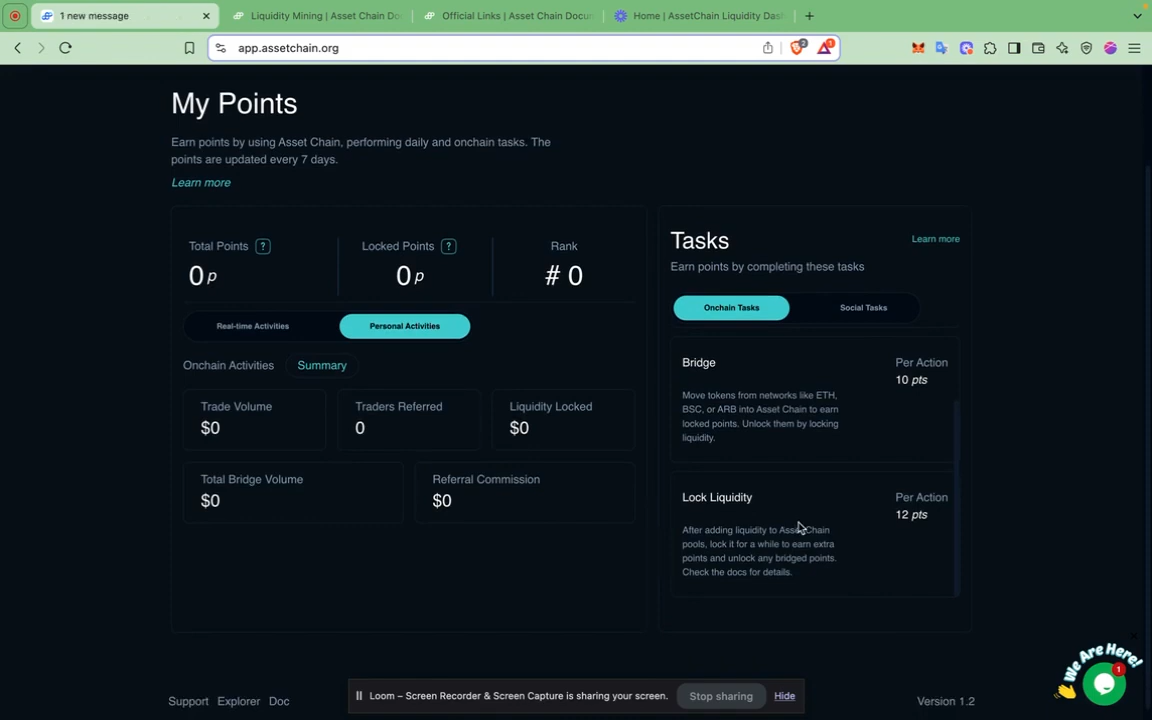 1 new message
Liquidity Mining | Asset Chain Do
Official Links | Asset Chain Docum
Home | AssetChain Liquidity Das
app.assetchain.org
2
1
My Points
Earn points by using Asset Chain, performing daily and onchain tasks. The
points are updated every 7 days.
Learn more
Total Points ?
0 p
Locked Points ?
0 p
Rank
# 0
Real-time Activities
Personal Activities
Onchain Activities
Summary
Trade Volume
$0
Traders Referred
0
Liquidity Locked
$0
Total Bridge Volume
$0
Referral Commission
$0
Tasks
Learn more
Earn points by completing these tasks
Onchain Tasks
Social Tasks
Bridge
Per Action
10 pts
Move tokens from networks like ETH,
BSC, or ARB into Asset Chain to earn
locked points. Unlock them by locking
liquidity.
Lock Liquidity
Per Action
12 pts
After adding liquidity to Asset Chain
pools, lock it for a while to earn extra
points and unlock any bridged points.
Check the docs for details.
We Are Here!
1
Support
Explorer
Doc
Loom – Screen Recorder & Screen Capture is sharing your screen.
Stop sharing
Hide
Version 1.2